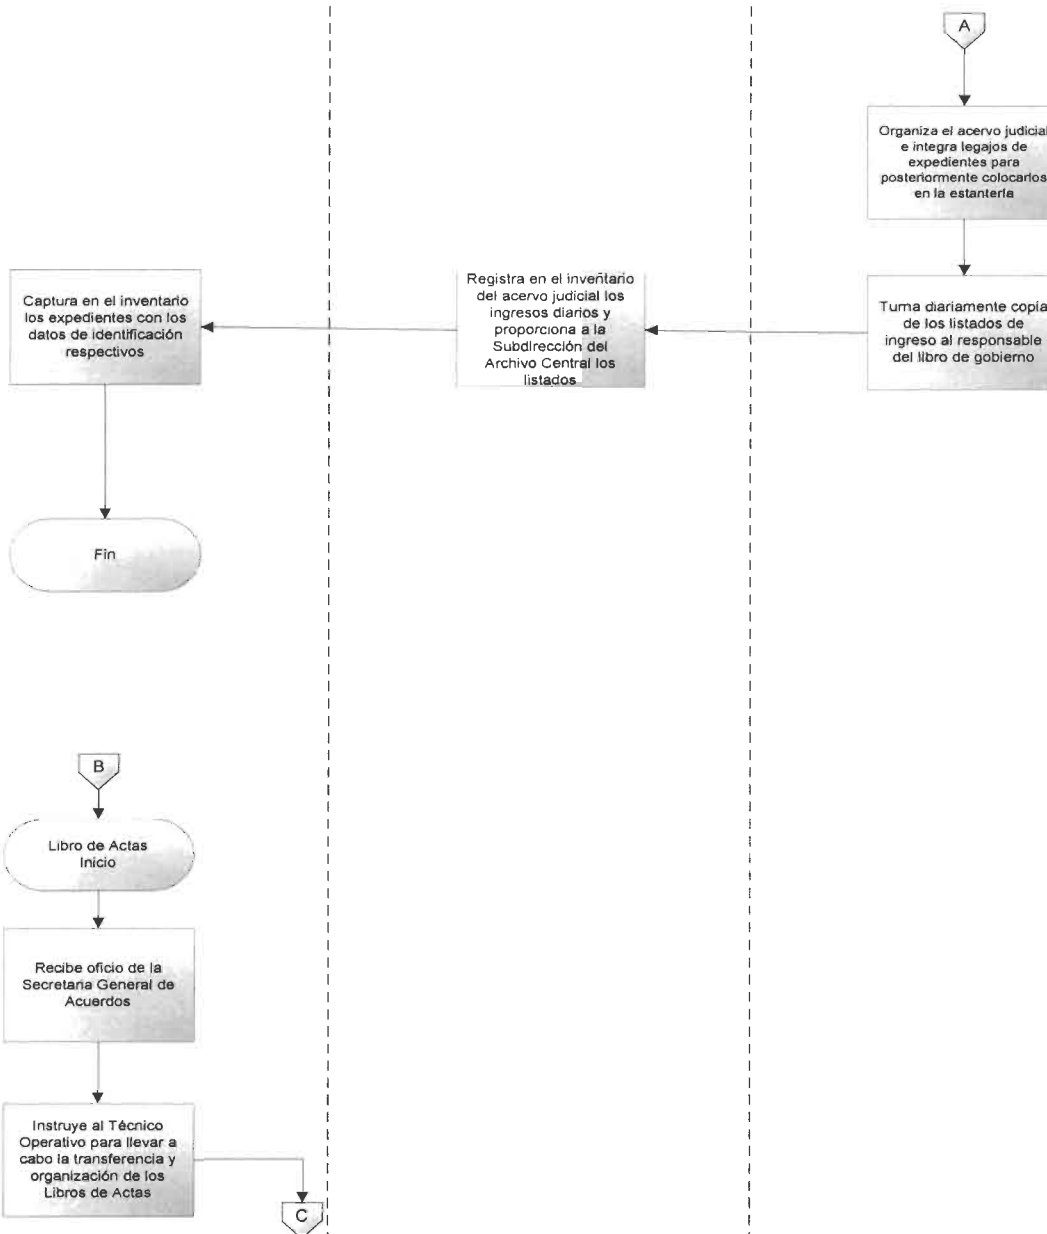 A
Organiza el acervo judicial
e integra legajos de
expedientes para
posteriormente colocarlos
en la estantería
Turna diariamente copia
de los listados de
ingreso al responsable
del libro de gobierno
Registra en el inventario
del acervo judicial los
ingresos diarios y
proporciona a la
Subdirección del
Archivo Central los
listados
Captura en el inventario
los expedientes con los
datos de identificación
respectivos
Fin
B
Libro de Actas
Inicio
Recibe oficio de la
Secretaria General de
Acuerdos
Instruye al Técnico
Operativo para llevar a
cabo la transferencia y
organización de los
Libros de Actas
C